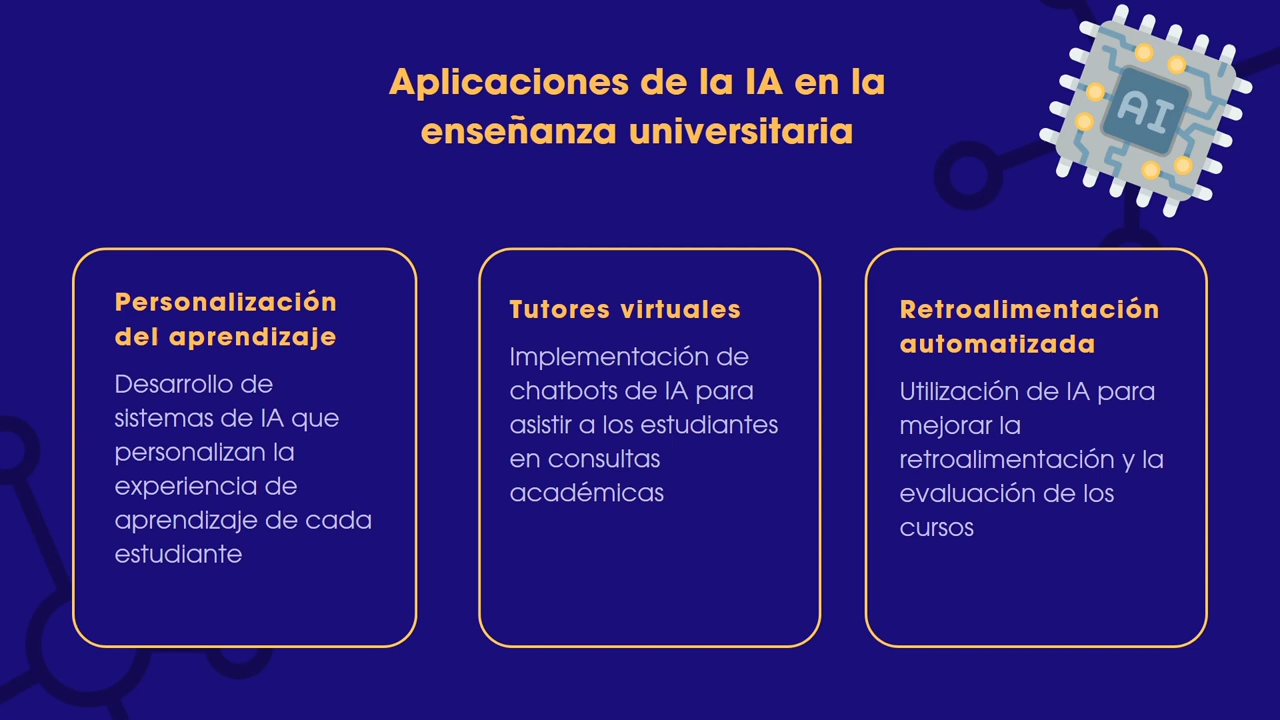 Aplicaciones de la IA en la
enseñanza universitaria
AI
Personalización
del aprendizaje
Desarrollo de
sistemas de IA que
personalizan la
experiencia de
aprendizaje de cada
estudiante
Tutores virtuales
Implementación de
chatbots de IA para
asistir a los estudiantes
en consultas
académicas
Retroalimentación
automatizada
Utilización de IA para
mejorar la
retroalimentación y la
evaluación de los
cursos